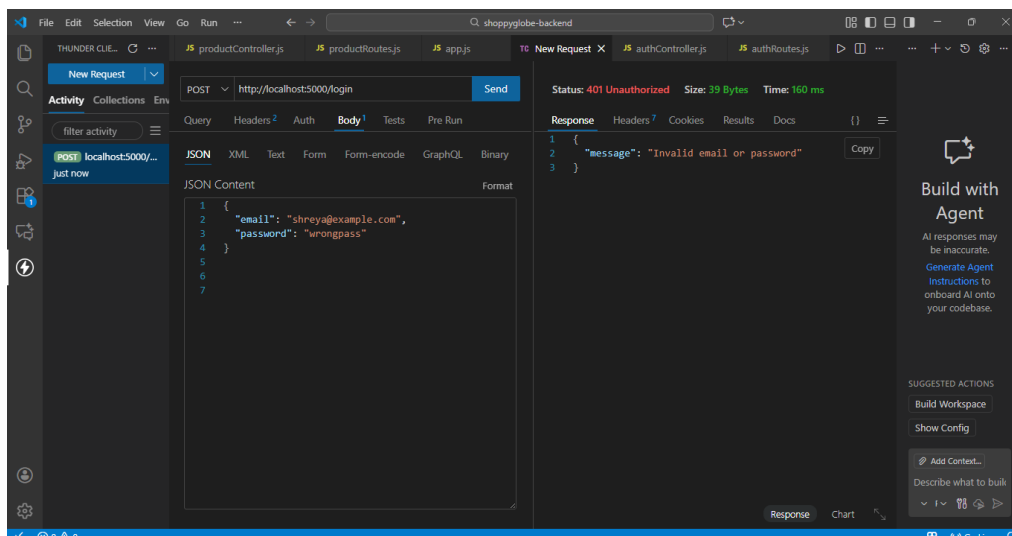 File Edit Selection View Go Run ··· shoppyglobe-backend
THUNDER CLIE... ···
JS productController.js JS productRoutes.js JS app.js TC New Request JS authController.js JS authRoutes.js ··· ···
New Request
Activity Collections Env
filter activity
POST localhost:5000/...
just now
POST http://localhost:5000/login Send
Query Headers 2 Auth Body 1 Tests Pre Run
JSON XML Text Form Form-encode GraphQL Binary
JSON Content Format
1 {
2 "email": "shreya@example.com",
3 "password": "wrongpass"
4 }
5
6
7
Status: 401 Unauthorized Size: 39 Bytes Time: 160 ms
Response Headers 7 Cookies Results Docs {}
1 {
2 "message": "Invalid email or password"
3 }
Copy
Response Chart
Build with
Agent
AI responses may
be inaccurate.
Generate Agent
Instructions to
onboard AI onto
your codebase.
SUGGESTED ACTIONS
Build Workspace
Show Config
Add Context...
Describe what to build
1